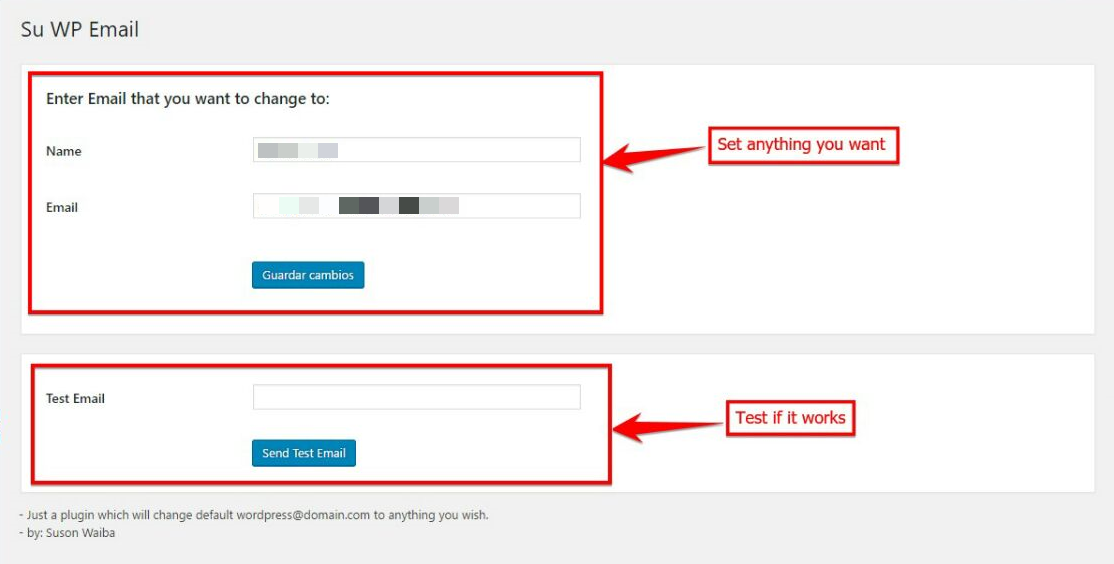 Su WP Email
Enter Email that you want to change to:
Name
Set anything you want
Email
Guardar cambios
Test Email
Test if it works
Send Test Email
- Just a plugin which will change default wordpress@domain.com to anything you wish.
- by: Suson Waiba